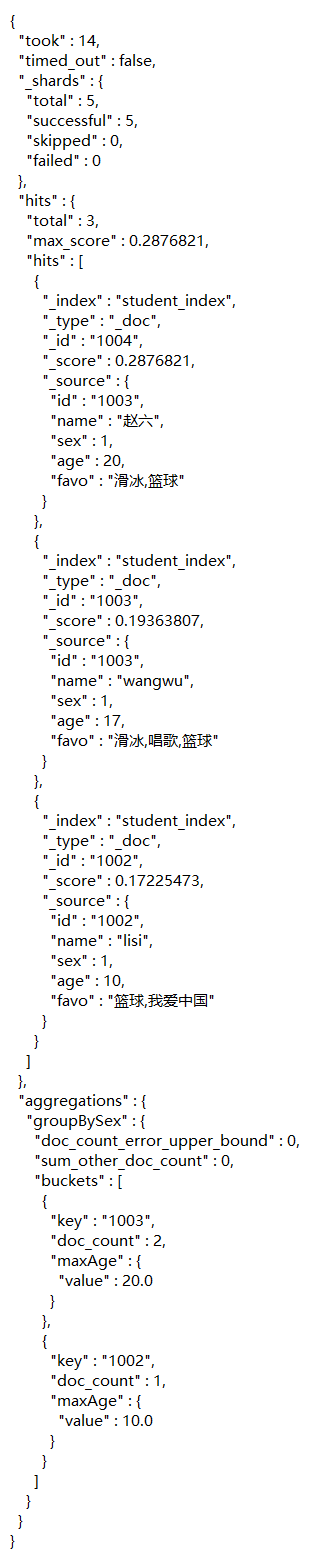 {
  "took" : 14,
  "timed_out" : false,
  "_shards" : {
    "total" : 5,
    "successful" : 5,
    "skipped" : 0,
    "failed" : 0
  },
  "hits" : {
    "total" : 3,
    "max_score" : 0.2876821,
    "hits" : [
      {
        "_index" : "student_index",
        "_type" : "_doc",
        "_id" : "1004",
        "_score" : 0.2876821,
        "_source" : {
          "id" : "1003",
          "name" : "赵六",
          "sex" : 1,
          "age" : 20,
          "favo" : "滑冰,篮球"
        }
      },
      {
        "_index" : "student_index",
        "_type" : "_doc",
        "_id" : "1003",
        "_score" : 0.19363807,
        "_source" : {
          "id" : "1003",
          "name" : "wangwu",
          "sex" : 1,
          "age" : 17,
          "favo" : "滑冰,唱歌,篮球"
        }
      },
      {
        "_index" : "student_index",
        "_type" : "_doc",
        "_id" : "1002",
        "_score" : 0.17225473,
        "_source" : {
          "id" : "1002",
          "name" : "lisi",
          "sex" : 1,
          "age" : 10,
          "favo" : "篮球,我爱中国"
        }
      }
    ]
  },
  "aggregations" : {
    "groupBySex" : {
      "doc_count_error_upper_bound" : 0,
      "sum_other_doc_count" : 0,
      "buckets" : [
        {
          "key" : "1003",
          "doc_count" : 2,
          "maxAge" : {
            "value" : 20.0
          }
        },
        {
          "key" : "1002",
          "doc_count" : 1,
          "maxAge" : {
            "value" : 10.0
          }
        }
      ]
    }
  }
}